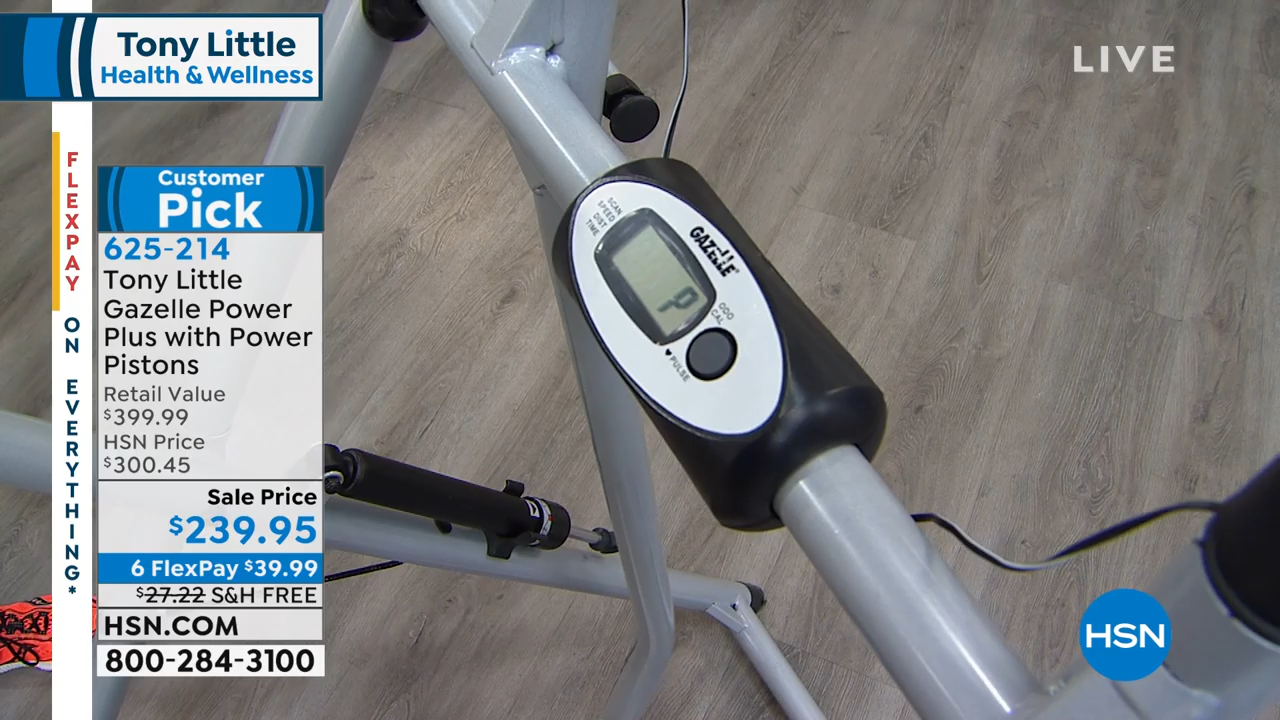 Tony Little
Health & Wellness
LIVE
FLEXPAY ON EVERYTHING*
Customer
Pick
625-214
Tony Little
Gazelle Power
Plus with Power
Pistons
Retail Value
$399.99
HSN Price
$300.45
Sale Price
$239.95
6 FlexPay $39.99
$27.22 S&H FREE
HSN.COM
800-284-3100
SCAN
SPEED
DIST
TIME
GAZELLE
P
ODO
CAL
▼PULSE
HSN